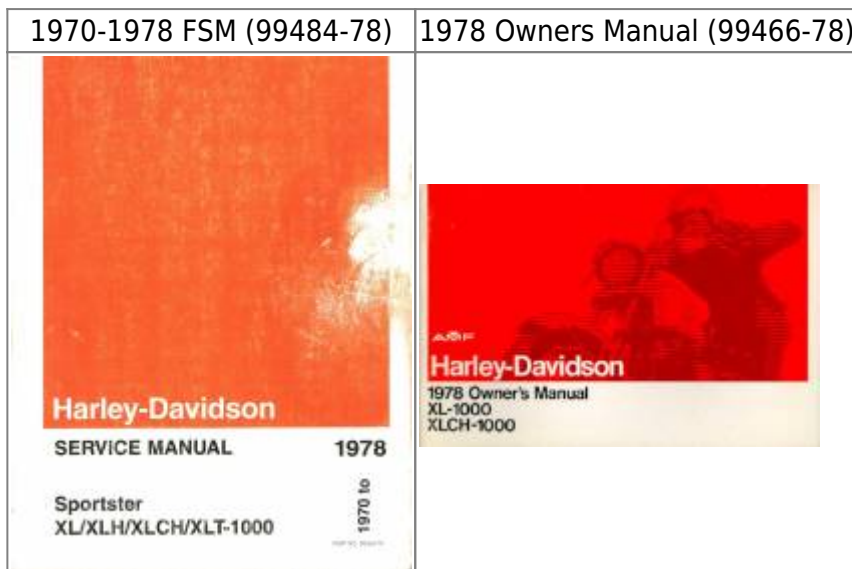 1970-1978 FSM (99484-78)
1978 Owners Manual (99466-78)
Harley-Davidson
SERVICE MANUAL 1978
Sportster
XL/XLH/XLCH/XLT-1000
1970 to
AMF
Harley-Davidson
1978 Owner's Manual
XL-1000
XLCH-1000